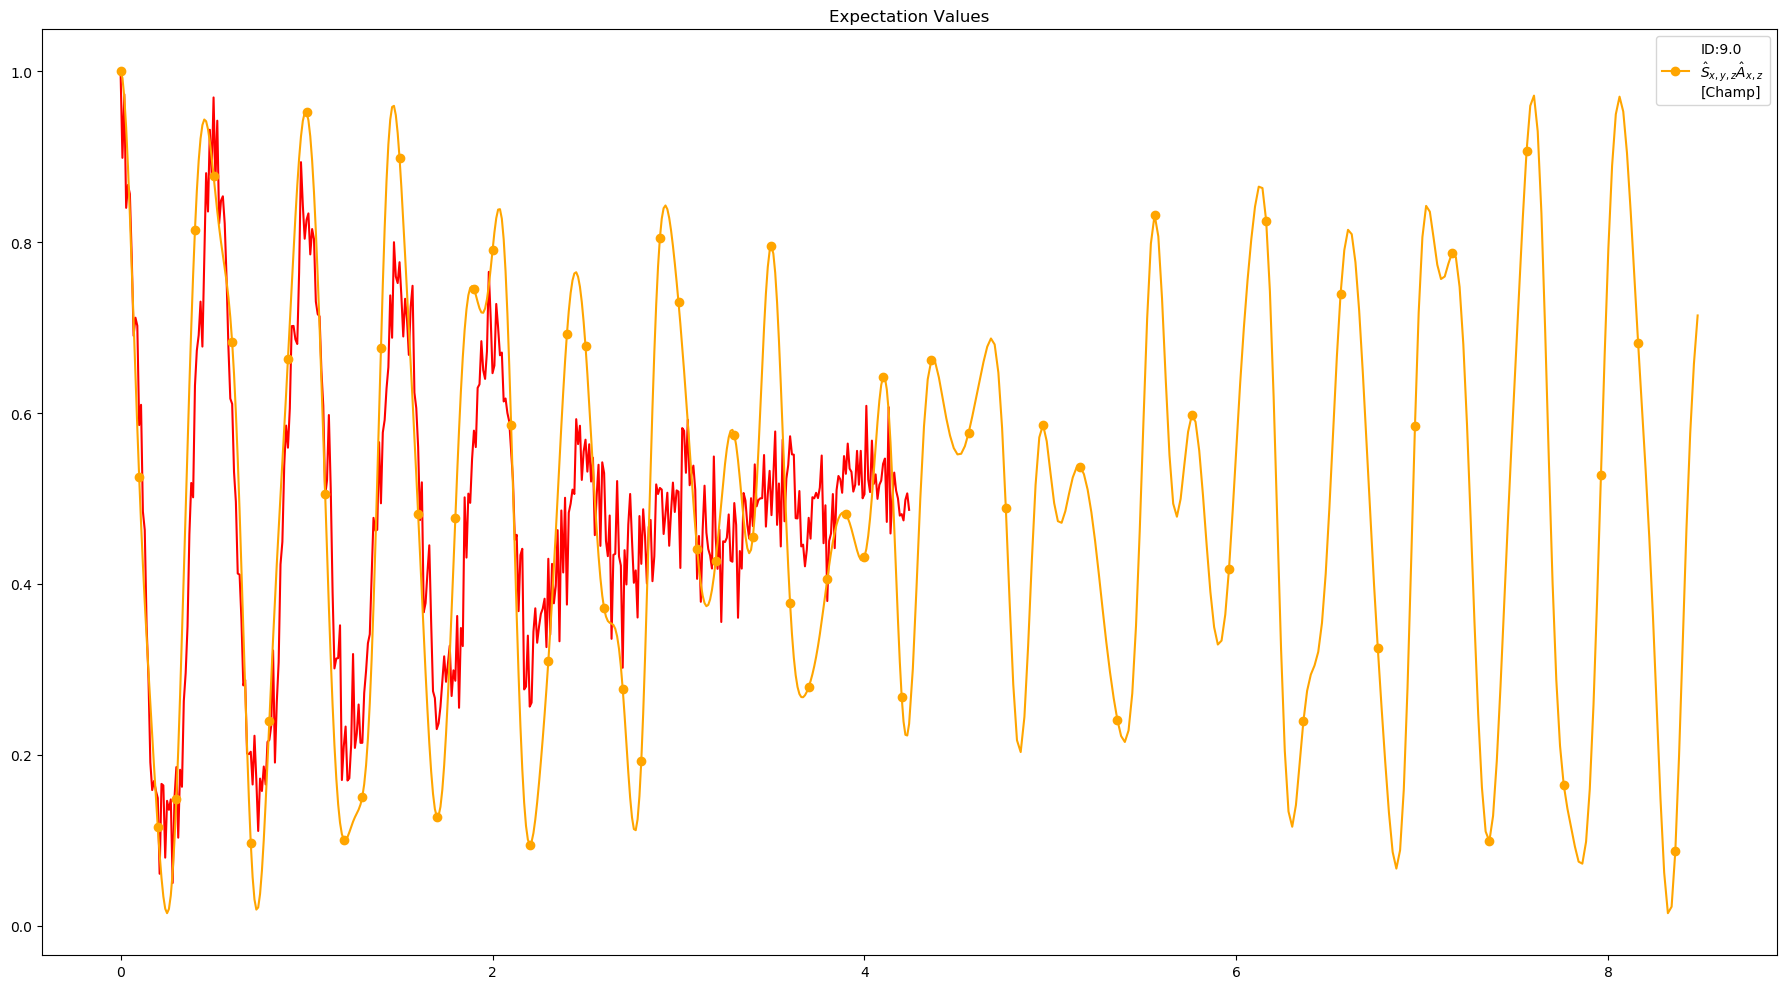 Expectation Values
ID:9.0
$\hat{S}_{x,y,z}\hat{A}_{x,z}$
[Champ]
1.0
0.8
0.6
0.4
0.2
0.0
0 2 4 6 8